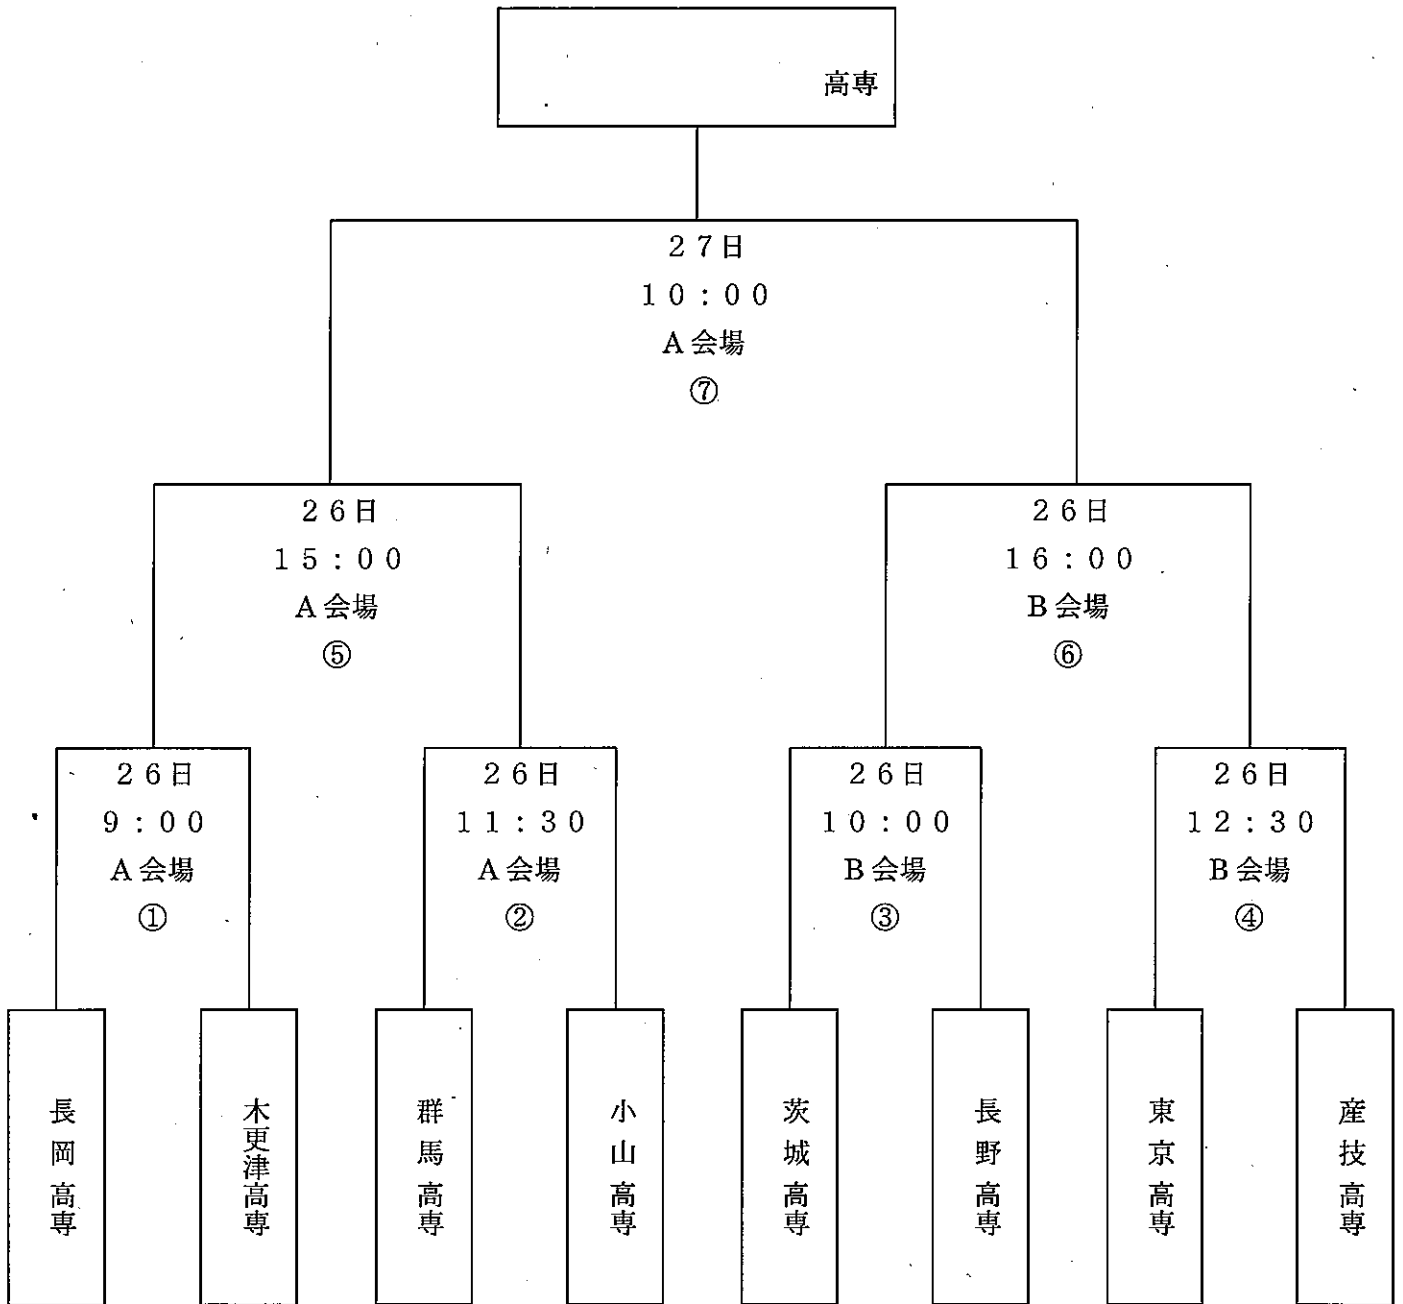 高専
27日
10:00
A会場
⑦
26日
15:00
A会場
⑤
26日
16:00
B会場
⑥
26日
9:00
A会場
①
26日
11:30
A会場
②
26日
10:00
B会場
③
26日
12:30
B会場
④
長岡高専
木更津高専
群馬高専
小山高専
茨城高専
長野高専
東京高専
産技高専